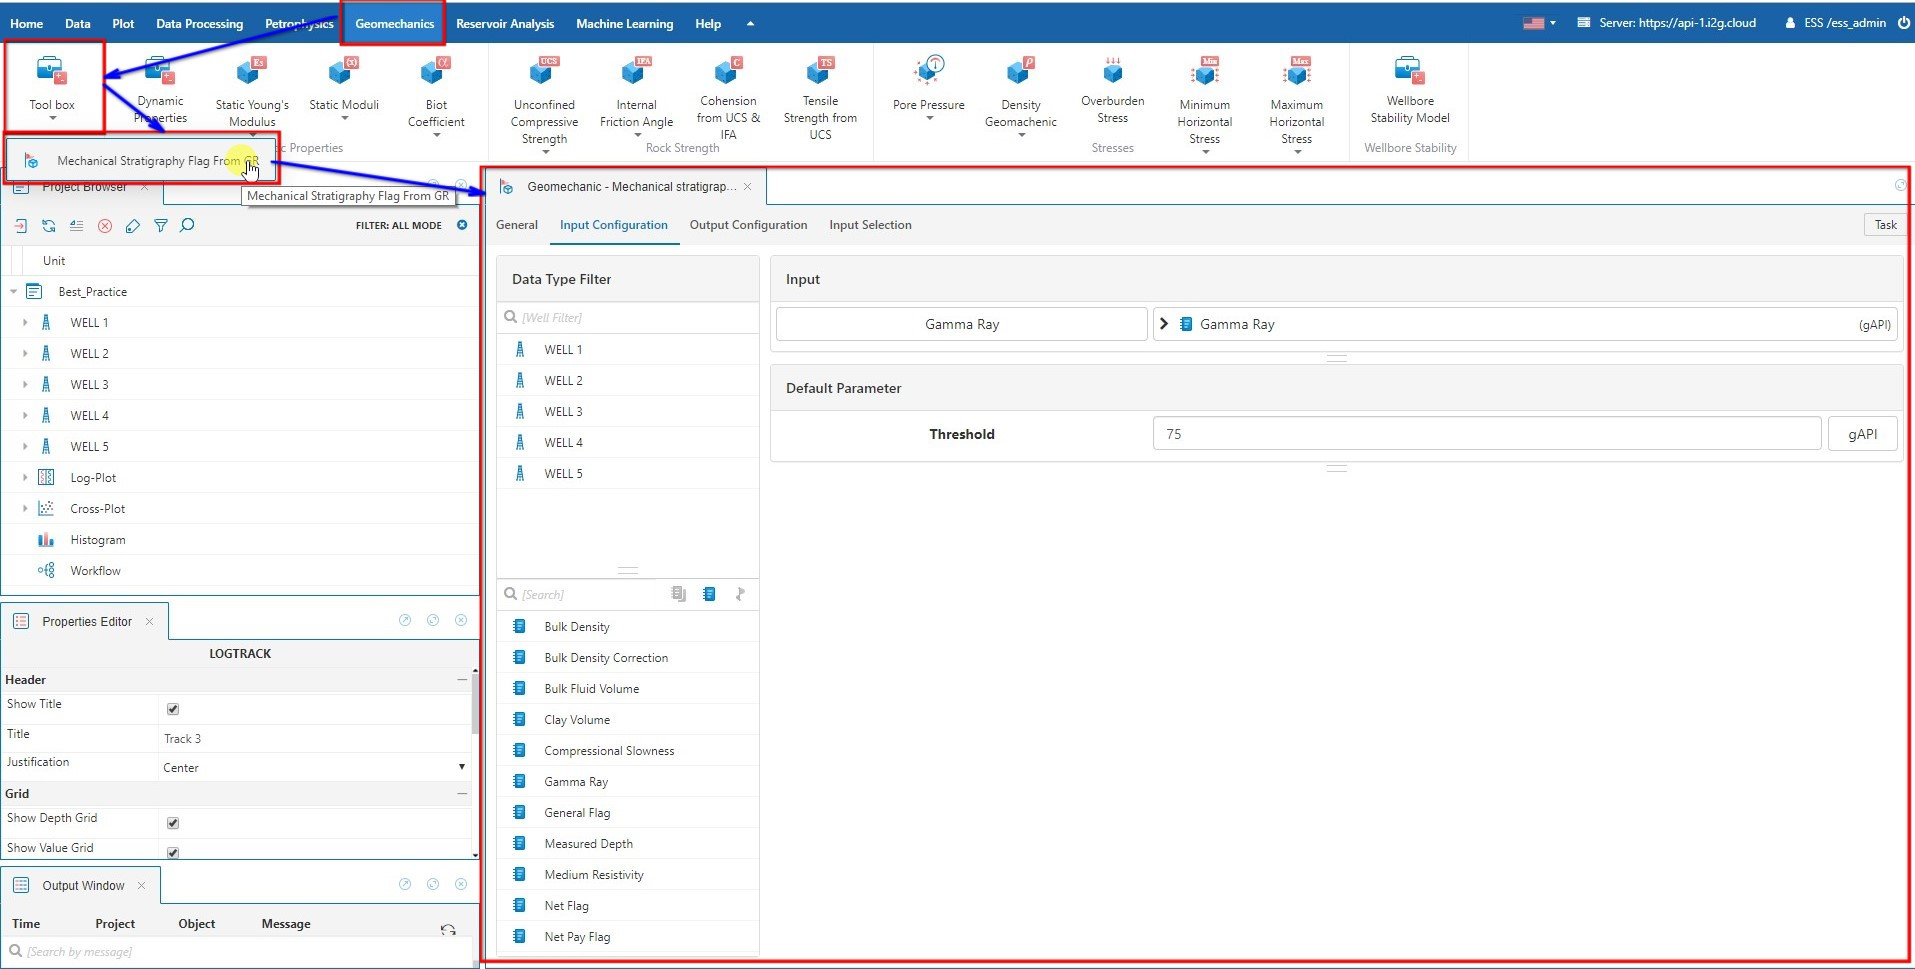 Home Data Plot Data Processing Petrophysics Geomechanics Reservoir Analysis Machine Learning Help Server: https://api-1.i2g.cloud ESS /ess_admin
Tool box
Dynamic
Properties
Static Young's
Modulus
Static Moduli
Biot
Coefficient
Unconfined
Compressive
Strength
Internal
Friction Angle
Cohension
from UCS &
IFA
Tensile
Strength from
UCS
Pore Pressure
Density
Geomachenic
Overburden
Stress
Minimum
Horizontal
Stress
Maximum
Horizontal
Stress
Wellbore
Stability Model
Es
(x)
α
UCS
IFA
C
TS
ρ
Min
Max
c Properties
Rock Strength
Stresses
Wellbore Stability
Mechanical Stratigraphy Flag From GR
Project Browser
Mechanical Stratigraphy Flag From GR
FILTER: ALL MODE
Unit
Best_Practice
WELL 1
WELL 2
WELL 3
WELL 4
WELL 5
Log-Plot
Cross-Plot
Histogram
Workflow
Properties Editor
LOGTRACK
Header
Show Title
Title Track 3
Justification Center
Grid
Show Depth Grid
Show Value Grid
Output Window
Time Project Object Message
[Search by message]
Geomechanic - Mechanical stratigrap...
General Input Configuration Output Configuration Input Selection Task
Data Type Filter
[Well Filter]
WELL 1
WELL 2
WELL 3
WELL 4
WELL 5
[Search]
Bulk Density
Bulk Density Correction
Bulk Fluid Volume
Clay Volume
Compressional Slowness
Gamma Ray
General Flag
Measured Depth
Medium Resistivity
Net Flag
Net Pay Flag
Input
Gamma Ray Gamma Ray (gAPI)
Default Parameter
Threshold 75 gAPI